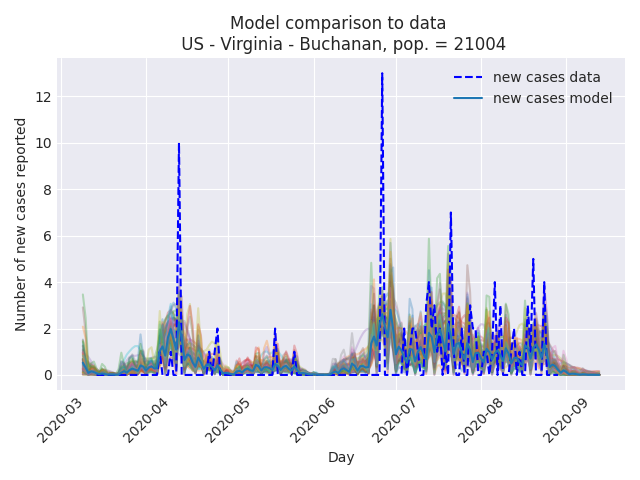 Model comparison to data
US - Virginia - Buchanan, pop. = 21004
new cases data
new cases model
Number of new cases reported
12
10
8
6
4
2
0
2020-03
2020-04
2020-05
2020-06
2020-07
2020-08
2020-09
Day